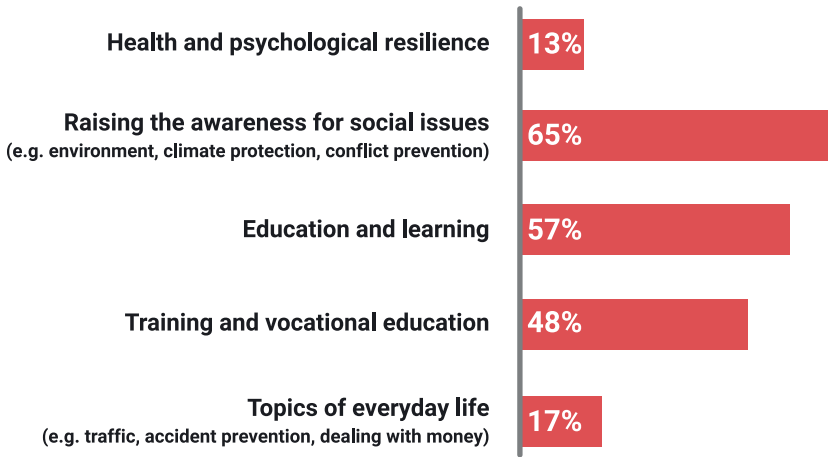 Health and psychological resilience
13%
Raising the awareness for social issues
(e.g. environment, climate protection, conflict prevention)
65%
Education and learning
57%
Training and vocational education
48%
Topics of everyday life
(e.g. traffic, accident prevention, dealing with money)
17%